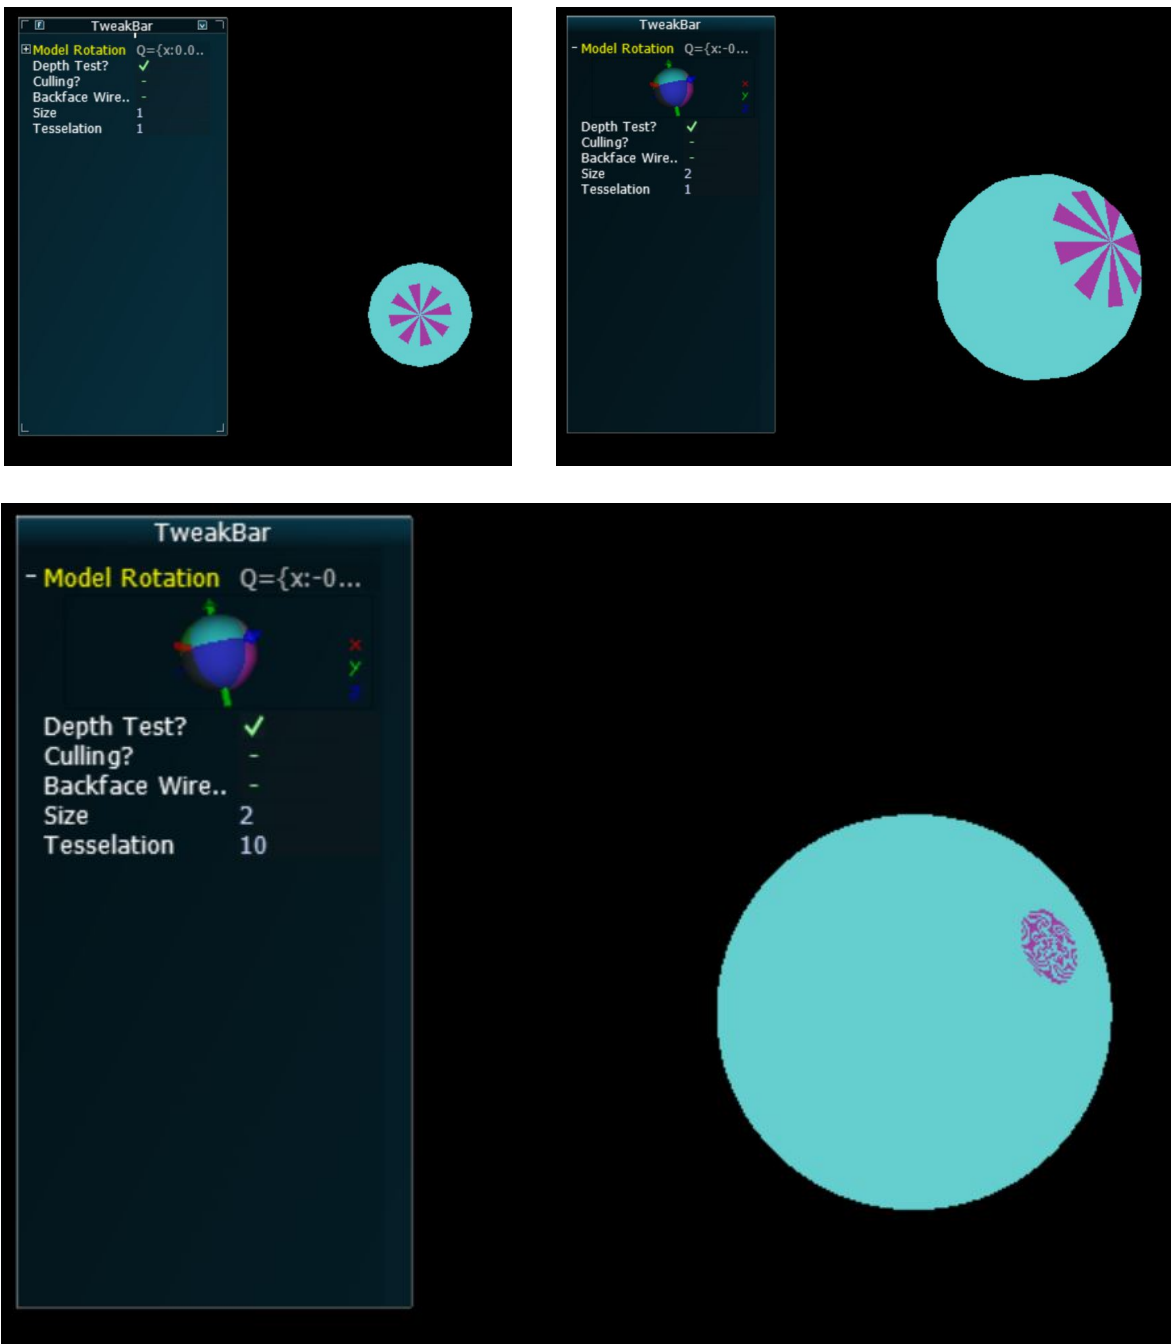 TweakBar
Model Rotation Q={x:0.0..
Depth Test? ✓
Culling? -
Backface Wire.. -
Size 1
Tesselation 1
TweakBar
- Model Rotation Q={x:-0...
x
y
z
Depth Test? ✓
Culling? -
Backface Wire.. -
Size 2
Tesselation 1
TweakBar
- Model Rotation Q={x:-0...
x
y
z
Depth Test? ✓
Culling? -
Backface Wire.. -
Size 2
Tesselation 10